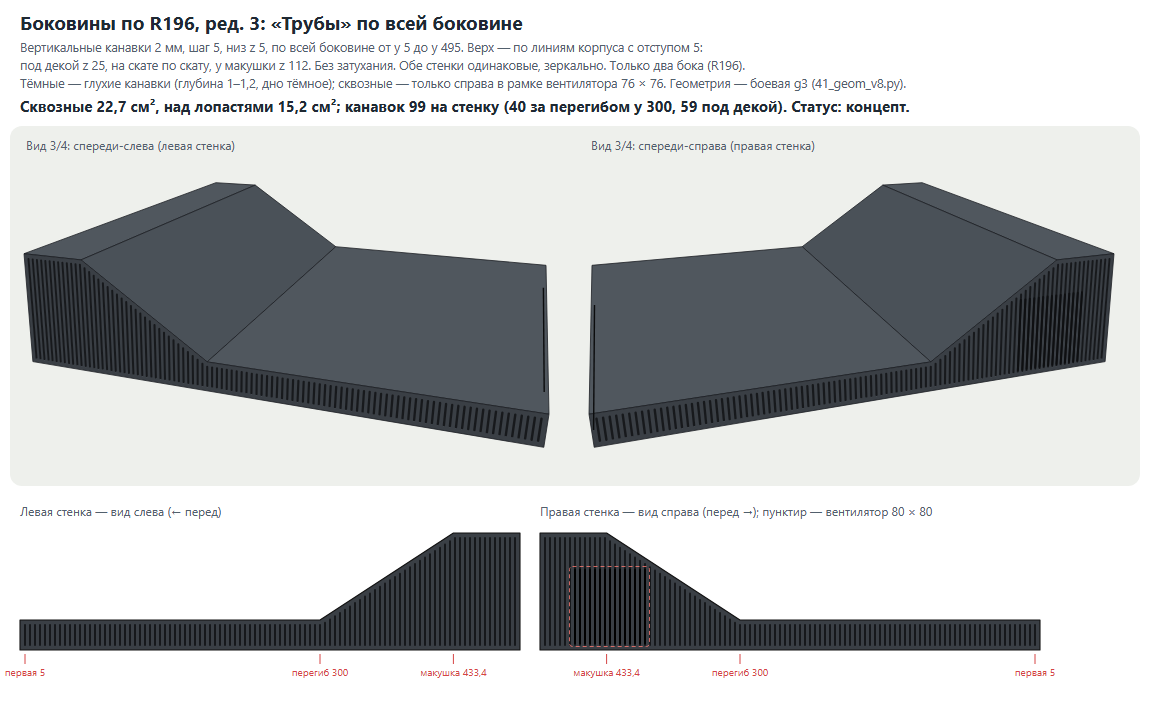 Боковины по R196, ред. 3: «Трубы» по всей боковине
Вертикальные канавки 2 мм, шаг 5, низ z 5, по всей боковине от y 5 до y 495. Верх — по линиям корпуса с отступом 5:
под декой z 25, на скате по скату, у макушки z 112. Без затухания. Обе стенки одинаковые, зеркально. Только два бока (R196).
Тёмные — глухие канавки (глубина 1–1,2, дно тёмное); сквозные — только справа в рамке вентилятора 76 × 76. Геометрия — боевая g3 (41_geom_v8.py).
Сквозные 22,7 см², над лопастями 15,2 см²; канавок 99 на стенку (40 за перегибом у 300, 59 под декой). Статус: концепт.
Вид 3/4: спереди-слева (левая стенка)
Вид 3/4: спереди-справа (правая стенка)
Левая стенка — вид слева (← перед)
Правая стенка — вид справа (перед →); пунктир — вентилятор 80 × 80
первая 5
перегиб 300
макушка 433,4
макушка 433,4
перегиб 300
первая 5